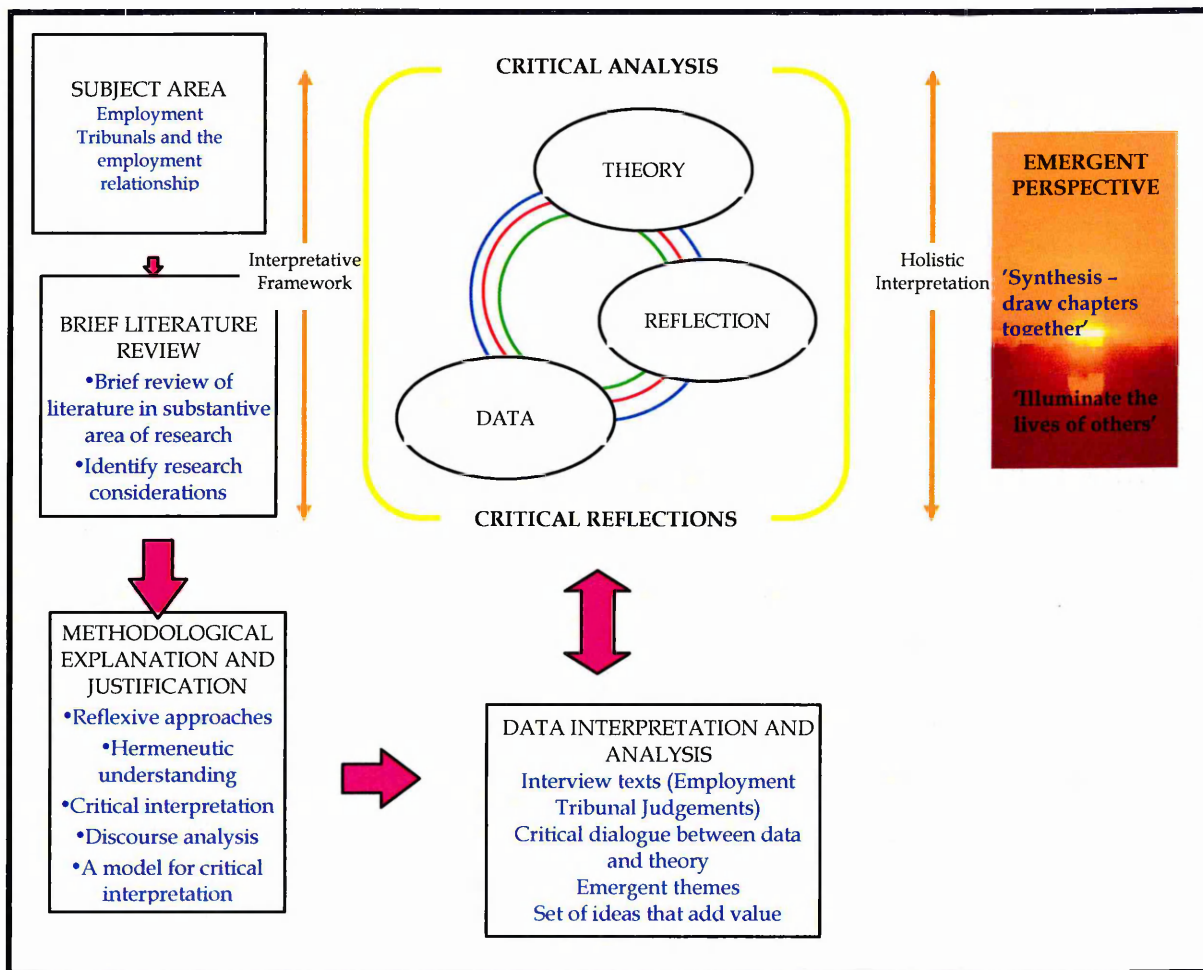 SUBJECT AREA
Employment
Tribunals and the
employment
relationship
BRIEF LITERATURE
REVIEW
•Brief review of
literature in substantive
area of research
•Identify research
considerations
METHODOLOGICAL
EXPLANATION AND
JUSTIFICATION
•Reflexive approaches
•Hermeneutic
understanding
•Critical interpretation
•Discourse analysis
•A model for critical
interpretation
Interpretative
Framework
CRITICAL ANALYSIS
THEORY
REFLECTION
DATA
CRITICAL REFLECTIONS
DATA INTERPRETATION AND
ANALYSIS
Interview texts (Employment
Tribunal Judgements)
Critical dialogue between data
and theory
Emergent themes
Set of ideas that add value
Holistic
Interpretation
EMERGENT
PERSPECTIVE
'Synthesis –
draw chapters
together'
'Illuminate the
lives of others'